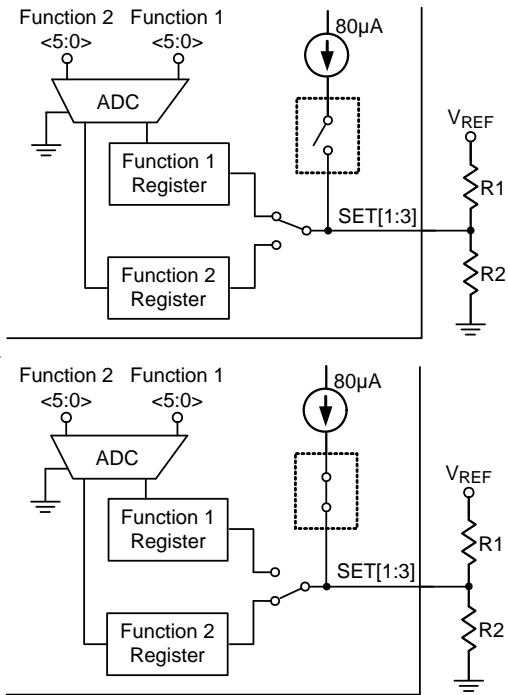 Function 2 Function 1
<5:0> <5:0>
80µA
ADC
VREF
Function 1
Register
R1
SET[1:3]
Function 2
Register
R2
Function 2 Function 1
<5:0> <5:0>
80µA
ADC
VREF
Function 1
Register
R1
SET[1:3]
Function 2
Register
R2